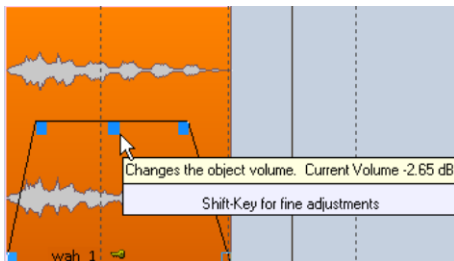 Changes the object volume. Current Volume -2.65 dB
Shift-Key for fine adjustments
wah_1